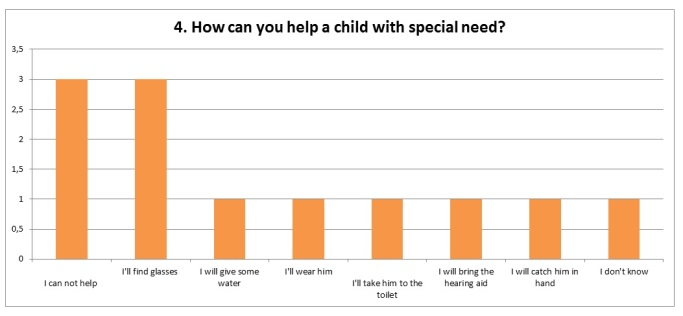 4. How can you help a child with special need?
3,5
3
2,5
2
1,5
1
0,5
0
I can not help
I'll find glasses
I will give some
water
I'll wear him
I'll take him to the
toilet
I will bring the
hearing aid
I will catch him in
hand
I don't know